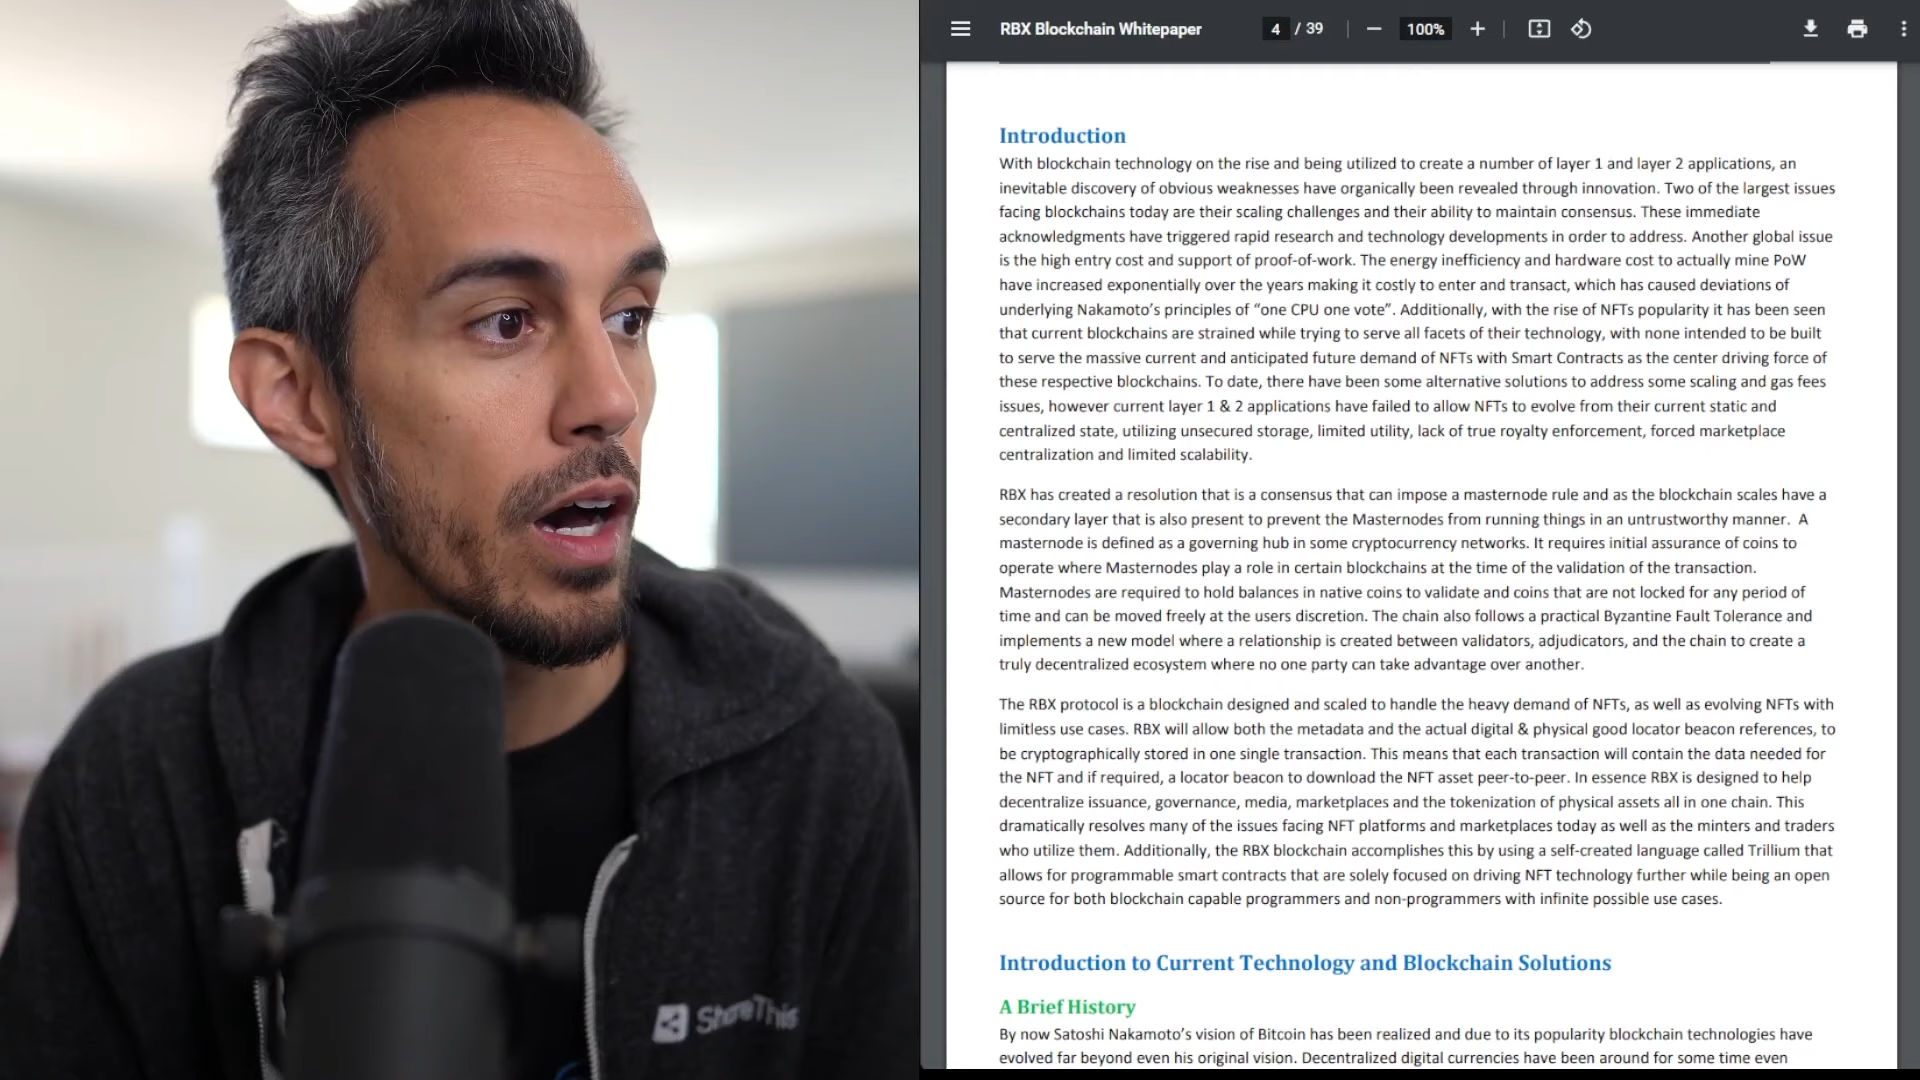 RBX Blockchain Whitepaper
4 / 39
100%
Introduction
With blockchain technology on the rise and being utilized to create a number of layer 1 and layer 2 applications, an
inevitable discovery of obvious weaknesses have organically been revealed through innovation. Two of the largest issues
facing blockchains today are their scaling challenges and their ability to maintain consensus. These immediate
acknowledgments have triggered rapid research and technology developments in order to address. Another global issue
is the high entry cost and support of proof-of-work. The energy inefficiency and hardware cost to actually mine PoW
have increased exponentially over the years making it costly to enter and transact, which has caused deviations of
underlying Nakamoto’s principles of “one CPU one vote”. Additionally, with the rise of NFTs popularity it has been seen
that current blockchains are strained while trying to serve all facets of their technology, with none intended to be built
to serve the massive current and anticipated future demand of NFTs with Smart Contracts as the center driving force of
these respective blockchains. To date, there have been some alternative solutions to address some scaling and gas fees
issues, however current layer 1 & 2 applications have failed to allow NFTs to evolve from their current static and
centralized state, utilizing unsecured storage, limited utility, lack of true royalty enforcement, forced marketplace
centralization and limited scalability.
RBX has created a resolution that is a consensus that can impose a masternode rule and as the blockchain scales have a
secondary layer that is also present to prevent the Masternodes from running things in an untrustworthy manner.  A
masternode is defined as a governing hub in some cryptocurrency networks. It requires initial assurance of coins to
operate where Masternodes play a role in certain blockchains at the time of the validation of the transaction.
Masternodes are required to hold balances in native coins to validate and coins that are not locked for any period of
time and can be moved freely at the users discretion. The chain also follows a practical Byzantine Fault Tolerance and
implements a new model where a relationship is created between validators, adjudicators, and the chain to create a
truly decentralized ecosystem where no one party can take advantage over another.
The RBX protocol is a blockchain designed and scaled to handle the heavy demand of NFTs, as well as evolving NFTs with
limitless use cases. RBX will allow both the metadata and the actual digital & physical good locator beacon references, to
be cryptographically stored in one single transaction. This means that each transaction will contain the data needed for
the NFT and if required, a locator beacon to download the NFT asset peer-to-peer. In essence RBX is designed to help
decentralize issuance, governance, media, marketplaces and the tokenization of physical assets all in one chain. This
dramatically resolves many of the issues facing NFT platforms and marketplaces today as well as the minters and traders
who utilize them. Additionally, the RBX blockchain accomplishes this by using a self-created language called Trillium that
allows for programmable smart contracts that are solely focused on driving NFT technology further while being an open
source for both blockchain capable programmers and non-programmers with infinite possible use cases.
Introduction to Current Technology and Blockchain Solutions
A Brief History
By now Satoshi Nakamoto’s vision of Bitcoin has been realized and due to its popularity blockchain technologies have
evolved far beyond even his original vision. Decentralized digital currencies have been around for some time even
ShareThis